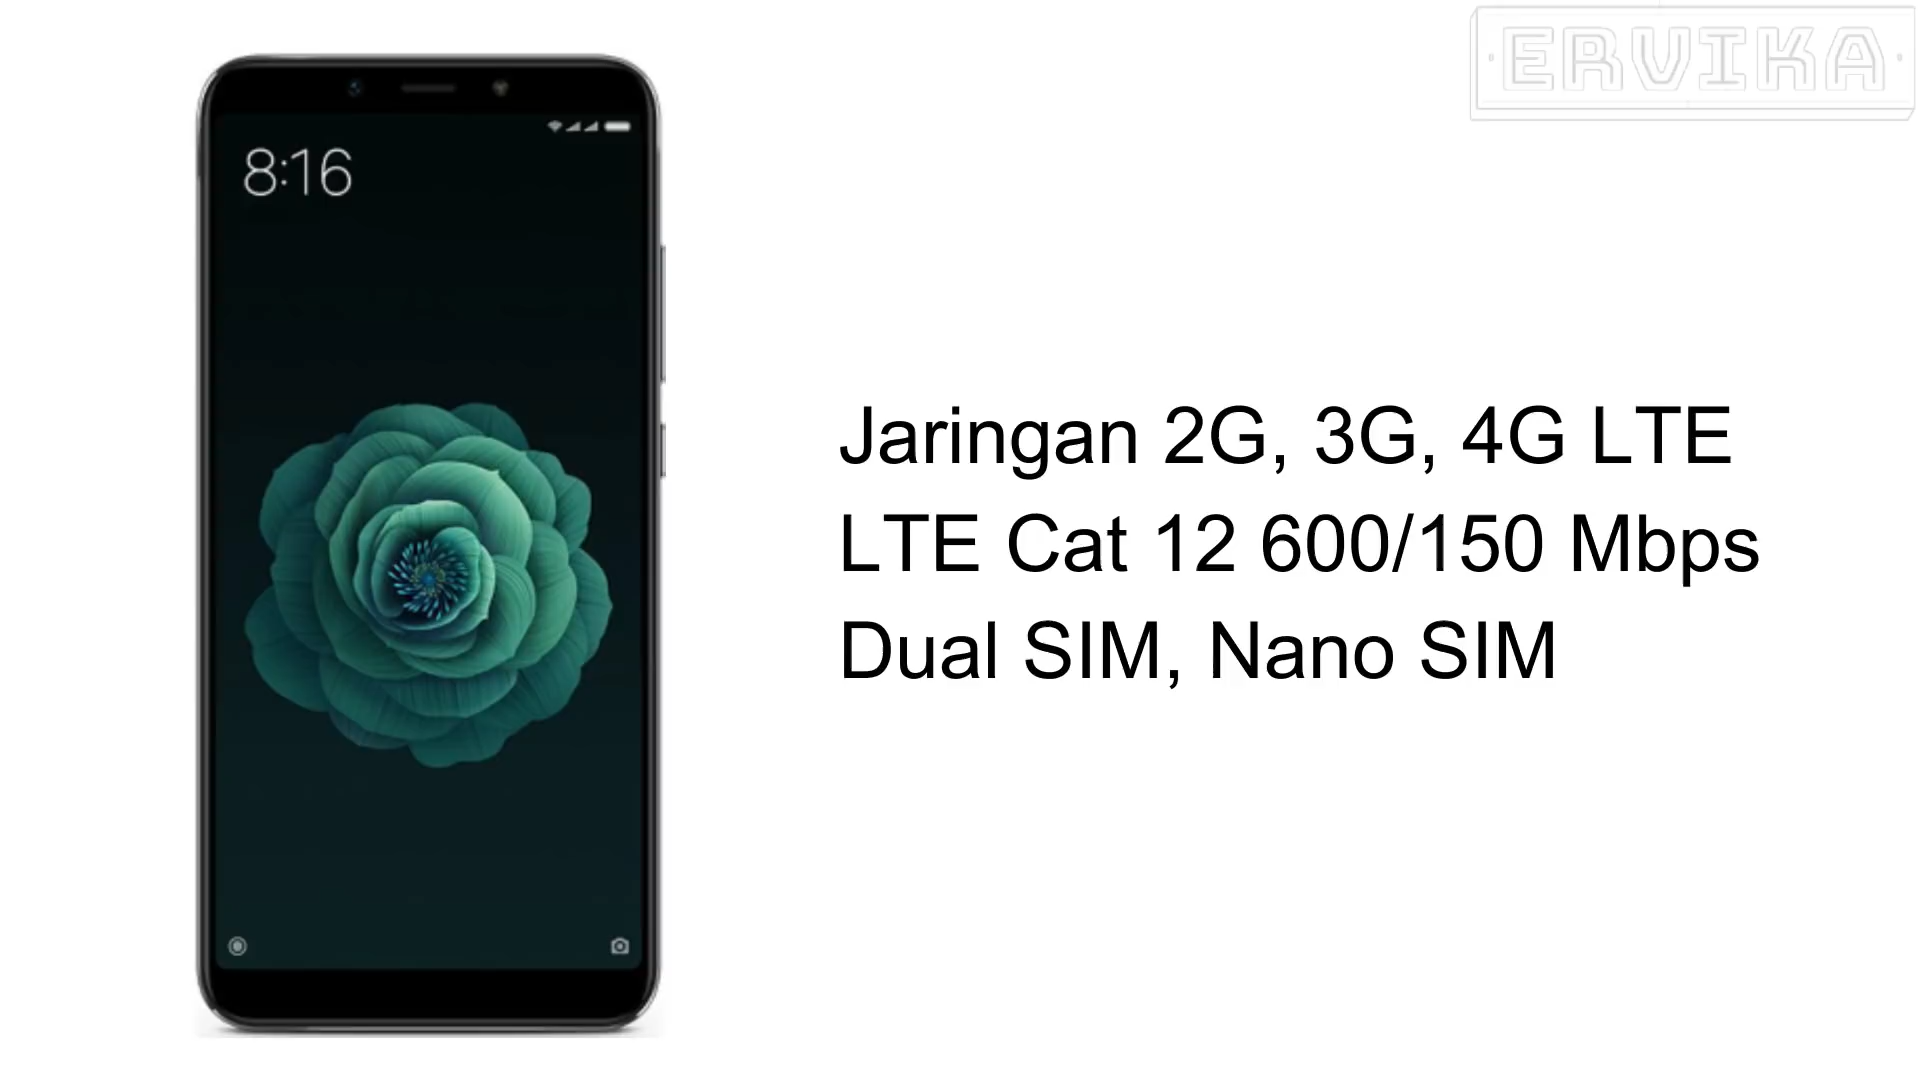 ERVIKA
8:16
Jaringan 2G, 3G, 4G LTE
LTE Cat 12 600/150 Mbps
Dual SIM, Nano SIM